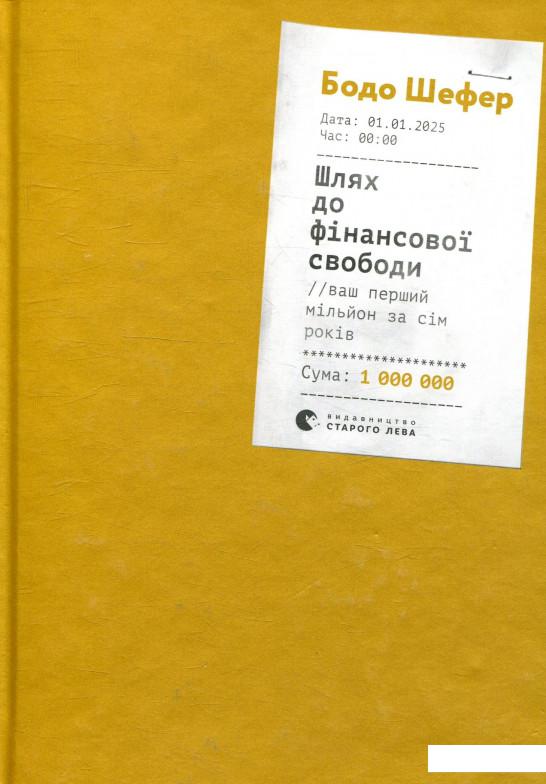 Бодо Шефер
Дата: 01.01.2025
Час: 00:00
-------------------
Шлях
до
фінансової
свободи
//ваш перший
мільйон за сім
років
*********************
Сума: 1 000 000
-------------------
видавництво
СТАРОГО ЛЕВА